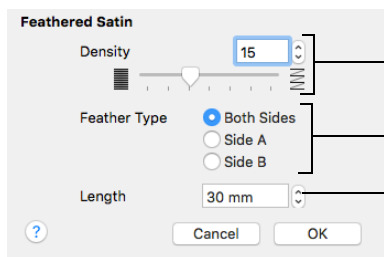 Feathered Satin
Density 15
Feather Type Both Sides
Side A
Side B
Length 30 mm
? Cancel OK